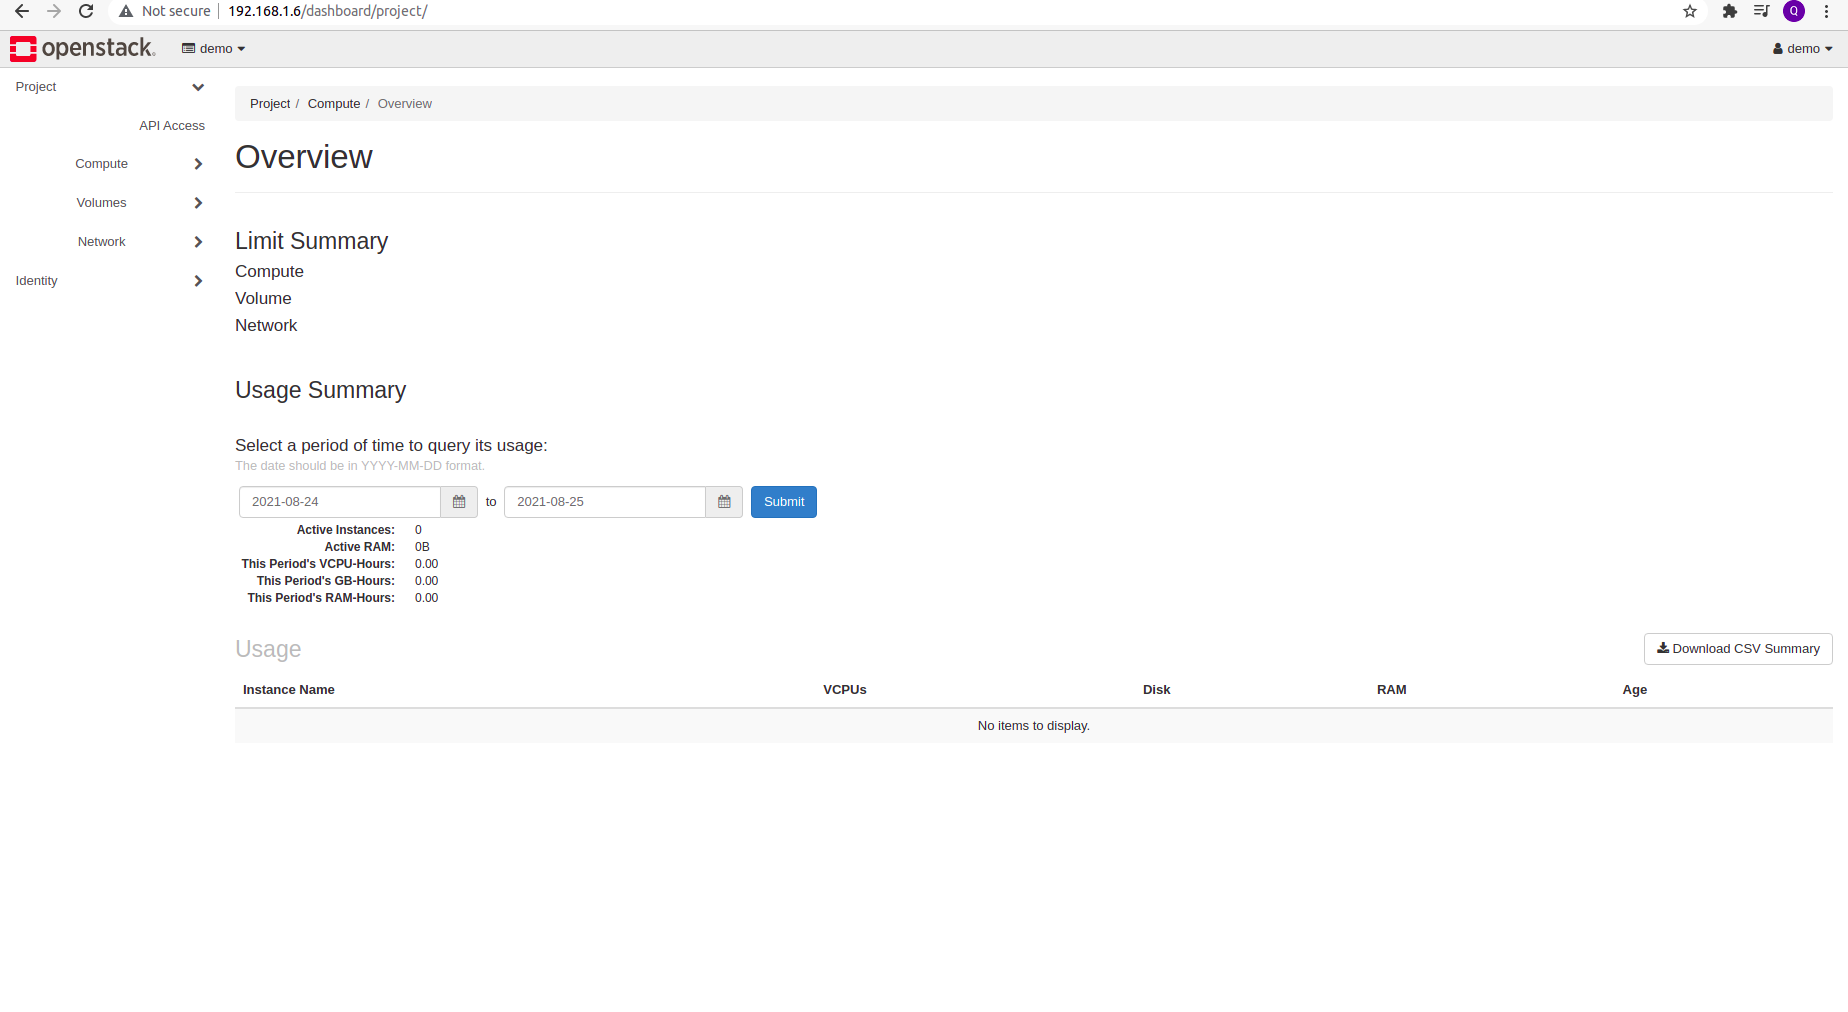 Not secure 192.168.1.6/dashboard/project/
Q
openstack. demo demo
Project
API Access
Compute
Volumes
Network
Identity
Project / Compute / Overview
Overview
Limit Summary
Compute
Volume
Network
Usage Summary
Select a period of time to query its usage:
The date should be in YYYY-MM-DD format.
2021-08-24 to 2021-08-25 Submit
Active Instances: 0
Active RAM: 0B
This Period's VCPU-Hours: 0.00
This Period's GB-Hours: 0.00
This Period's RAM-Hours: 0.00
Usage Download CSV Summary
Instance Name VCPUs Disk RAM Age
No items to display.